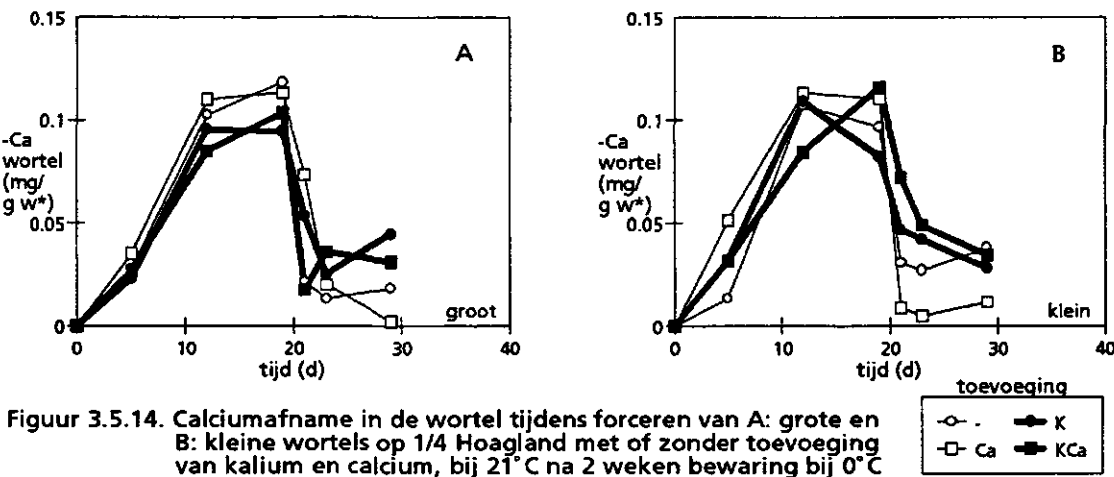 0.15
A
0.1
-Ca
wortel
(mg/
g w*)
0.05
0
groot
0
10
20
30
40
tijd (d)
0.15
B
0.1
-Ca
wortel
(mg/
g w*)
0.05
0
klein
0
10
20
30
40
tijd (d)
toevoeging
-
K
Ca
KCa
Figuur 3.5.14. Calciumafname in de wortel tijdens forceren van A: grote en
B: kleine wortels op 1/4 Hoagland met of zonder toevoeging
van kalium en calcium, bij 21°C na 2 weken bewaring bij 0°C